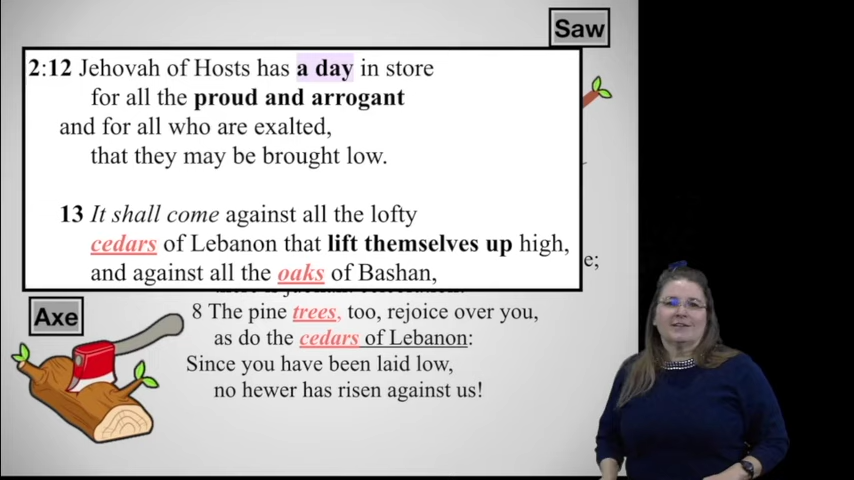 Saw
2:12 Jehovah of Hosts has a day in store
for all the proud and arrogant
and for all who are exalted,
that they may be brought low.
13 It shall come against all the lofty
cedars of Lebanon that lift themselves up high,
and against all the oaks of Bashan,
e;
Axe
8 The pine trees, too, rejoice over you,
as do the cedars of Lebanon:
Since you have been laid low,
no hewer has risen against us!